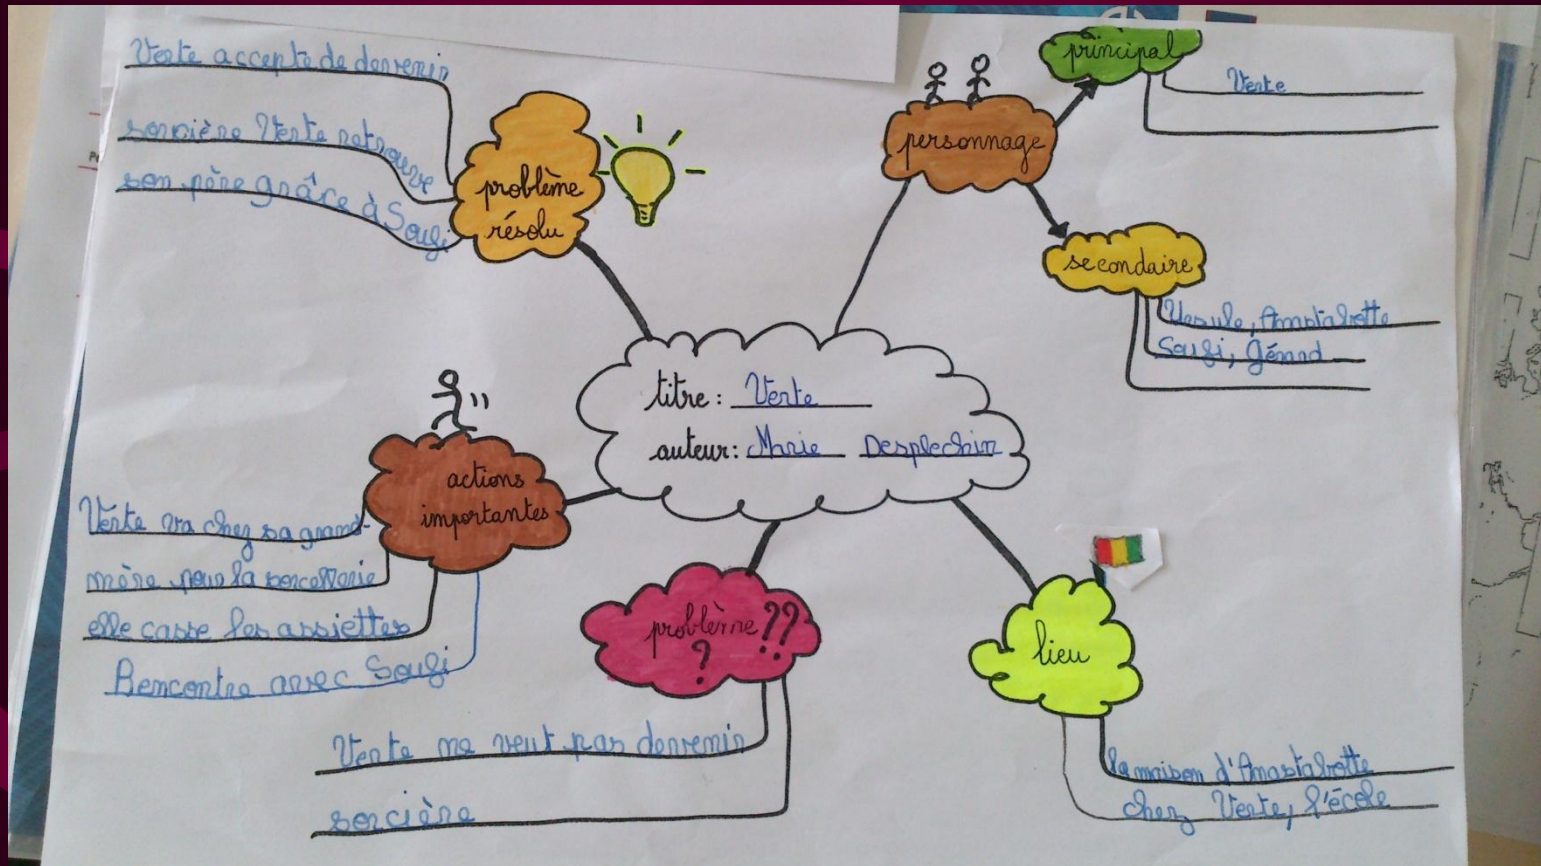 titre : Verte
auteur : Marie Desplechin
personnage
principal
Verte
secondaire
Ursule, Anastabotte
Soufi, Gérard
lieu
la maison d'Anastabotte
chez Verte, l'école
problème ???
Verte ne veut pas devenir
sorcière
actions
importantes
Verte va chez sa grand-
mère pour la sorcellerie
elle casse les assiettes
Rencontre avec Soufi
problème
résolu
Verte accepte de devenir
sorcière Verte retrouve
son père grâce à Soufi